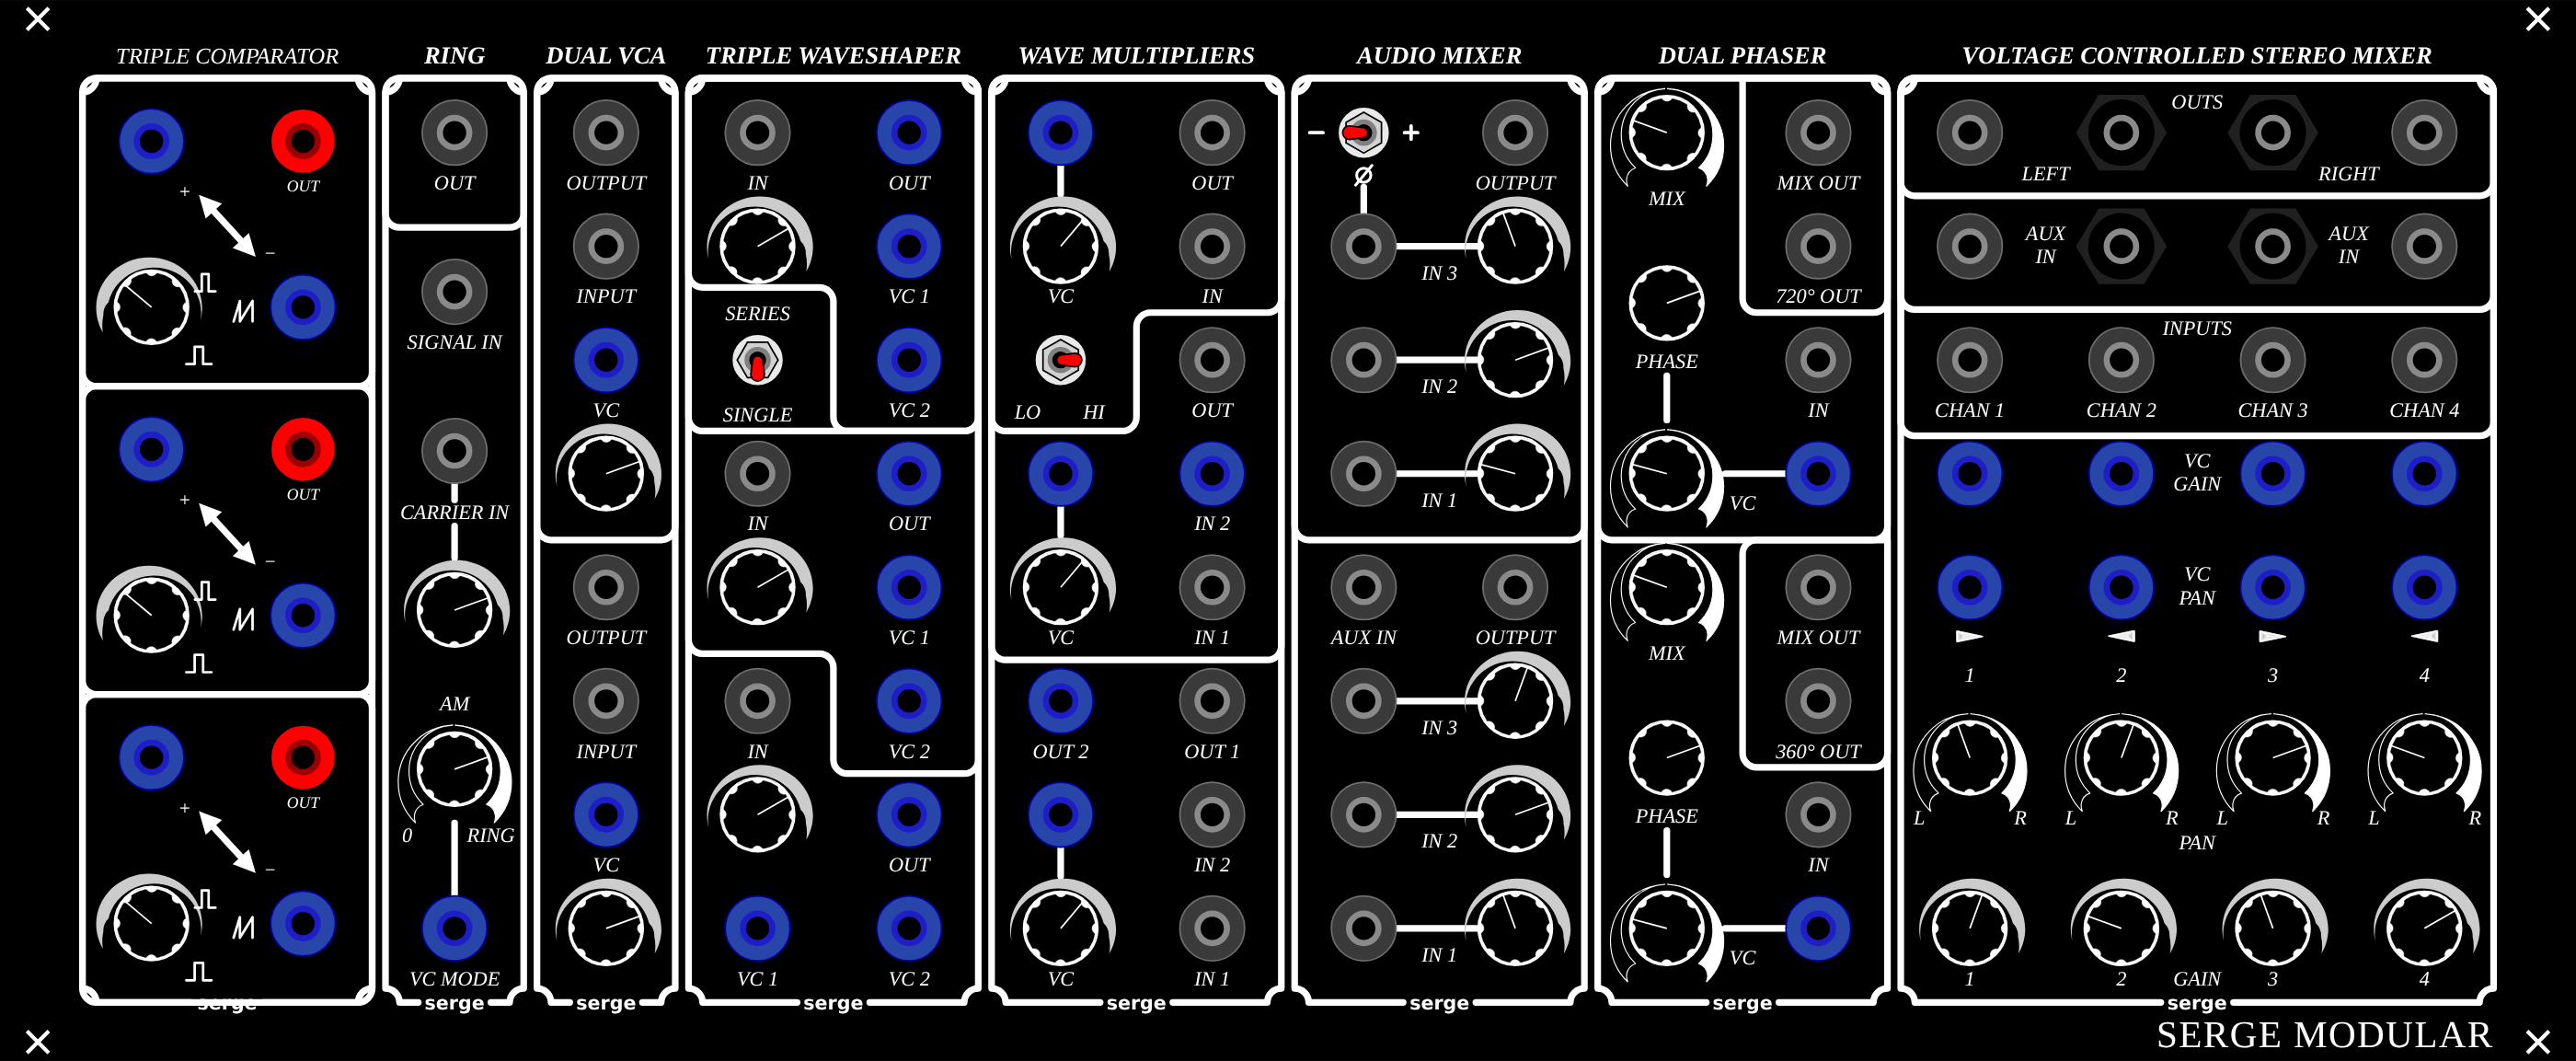 TRIPLE COMPARATOR
OUT
+
−
OUT
+
−
OUT
+
−
serge
RING
OUT
SIGNAL IN
CARRIER IN
AM
0 RING
VC MODE
serge
DUAL VCA
OUTPUT
INPUT
VC
OUTPUT
INPUT
VC
serge
TRIPLE WAVESHAPER
IN OUT
VC 1
SERIES
SINGLE VC 2
IN OUT
VC 1
IN VC 2
OUT
VC 1 VC 2
serge
WAVE MULTIPLIERS
OUT
VC IN
LO HI OUT
IN 2
VC IN 1
OUT 2 OUT 1
IN 2
VC IN 1
serge
AUDIO MIXER
− +
Ø OUTPUT
IN 3
IN 2
IN 1
AUX IN OUTPUT
IN 3
IN 2
IN 1
serge
DUAL PHASER
MIX MIX OUT
720° OUT
PHASE
IN
VC
MIX MIX OUT
360° OUT
PHASE
IN
VC
serge
VOLTAGE CONTROLLED STEREO MIXER
OUTS
LEFT RIGHT
AUX AUX
IN IN
INPUTS
CHAN 1 CHAN 2 CHAN 3 CHAN 4
VC
GAIN
VC
PAN
1 2 3 4
L R L R L R L R
PAN
1 2 GAIN 3 4
serge
SERGE MODULAR